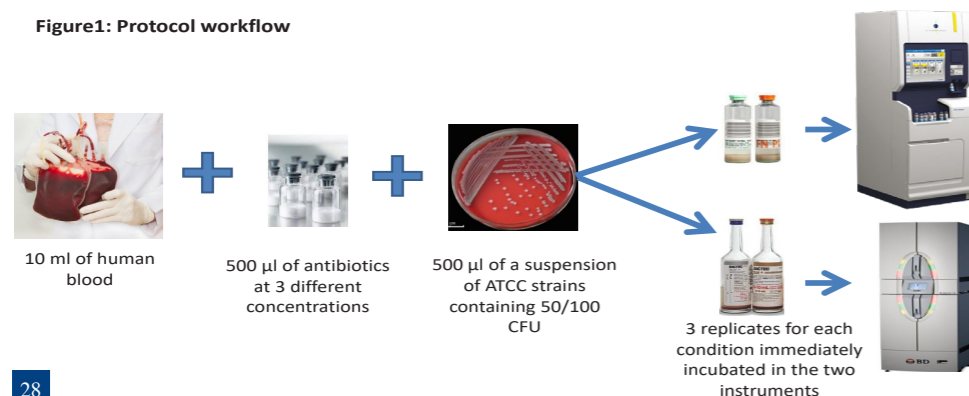 Figure1: Protocol workflow
10 ml of human
blood
500 µl of antibiotics
at 3 different
concentrations
500 µl of a suspension
of ATCC strains
containing 50/100
CFU
3 replicates for each
condition immediately
incubated in the two
instruments
BD
28